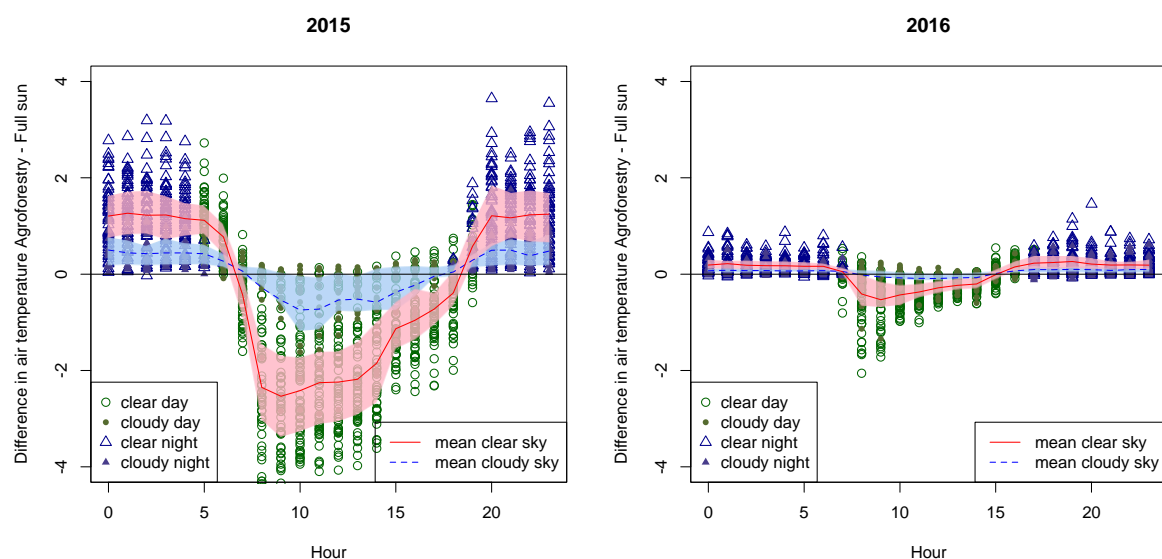 2015
Difference in air temperature Agroforestry - Full sun
4
2
0
-2
-4
clear day
cloudy day
clear night
cloudy night
mean clear sky
mean cloudy sky
0
5
10
15
20
Hour
2016
Difference in air temperature Agroforestry - Full sun
4
2
0
-2
-4
clear day
cloudy day
clear night
cloudy night
mean clear sky
mean cloudy sky
0
5
10
15
20
Hour